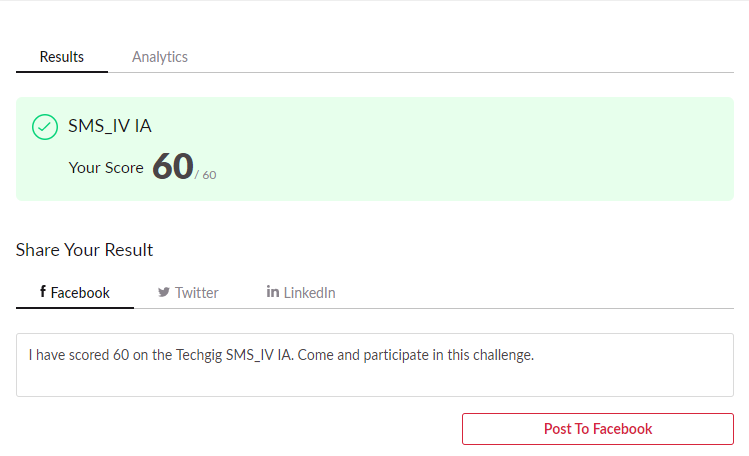 Results Analytics
SMS_IV IA
Your Score 60 / 60
Share Your Result
Facebook Twitter LinkedIn
I have scored 60 on the Techgig SMS_IV IA. Come and participate in this challenge.
Post To Facebook